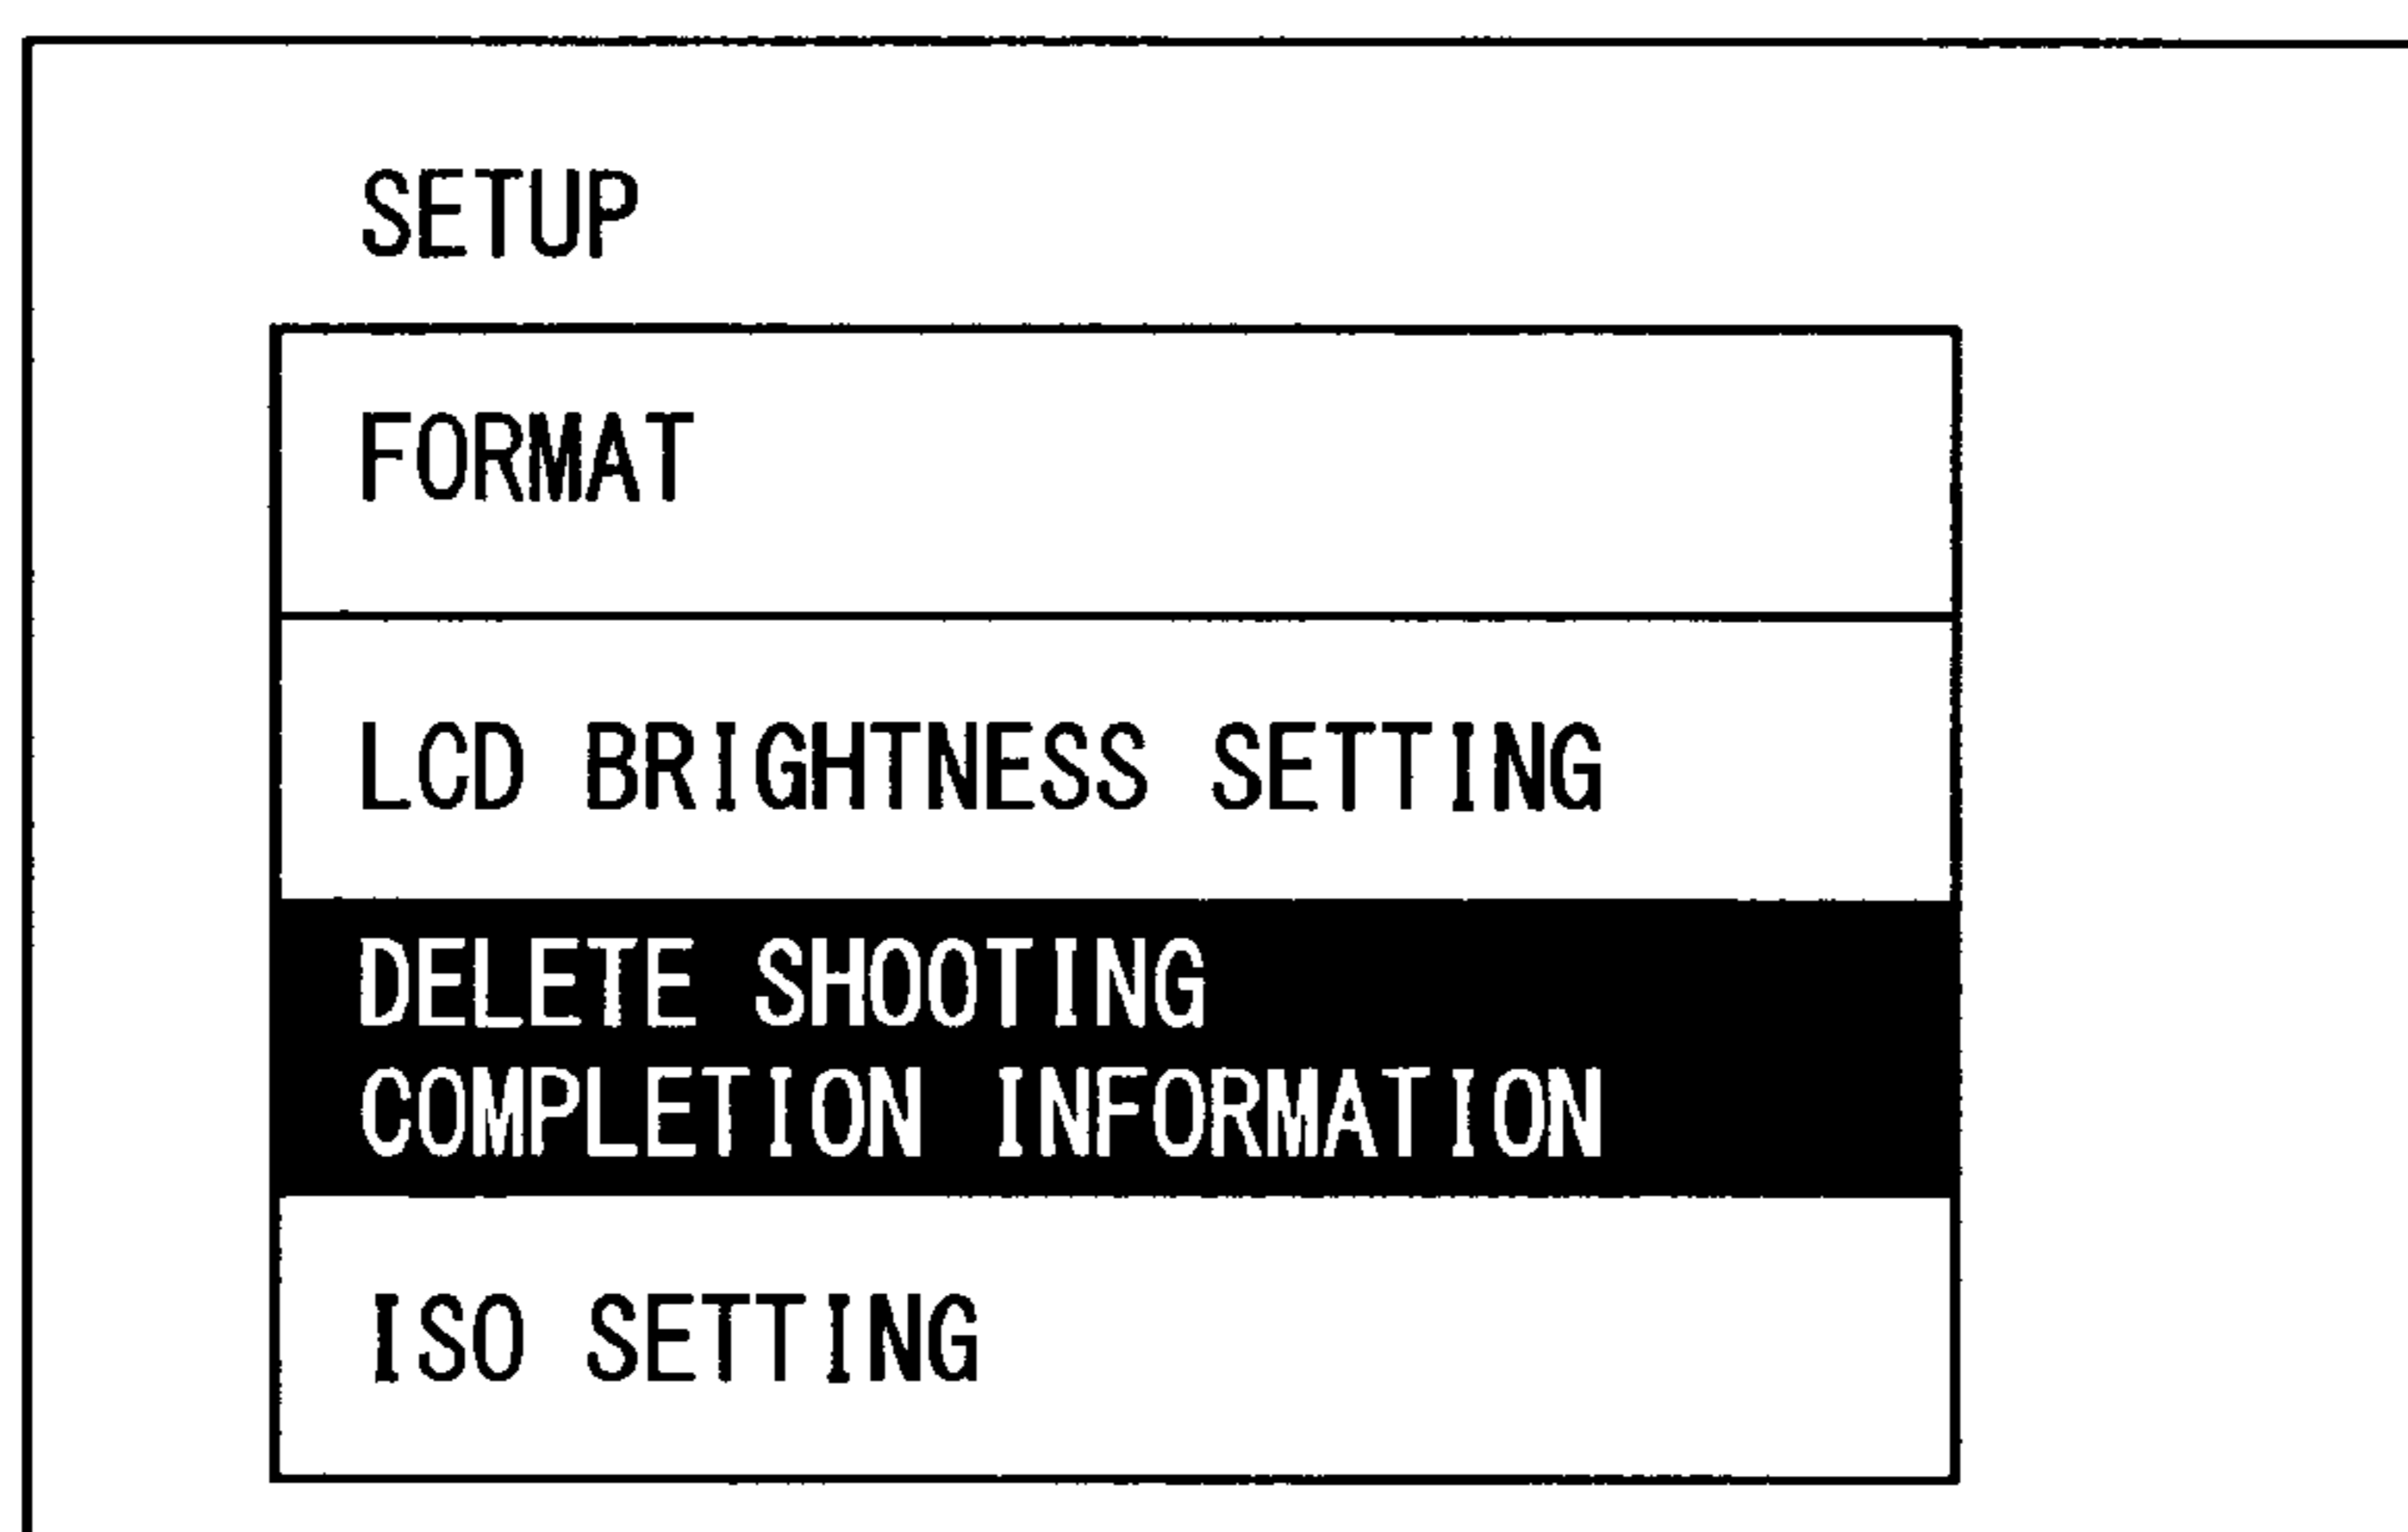 SETUP
FORMAT
LCD BRIGHTNESS SETTING
DELETE SHOOTING
COMPLETION INFORMATION
ISO SETTING